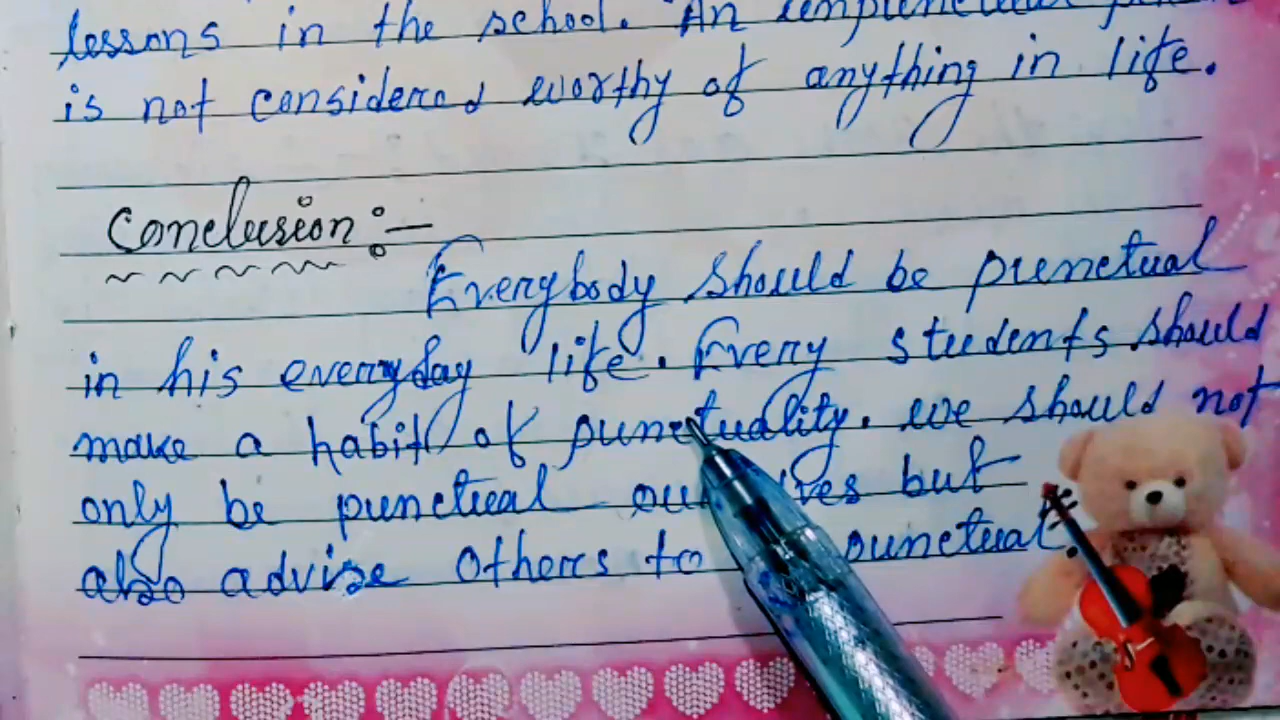 lessons in the school. An unpunctual
is not considered worthy of anything in life.
Conclusion:-
Everybody should be punctual
in his everyday life. Every students should
make a habit of punctuality. we should not
only be punctual but
also advise others to punctual.